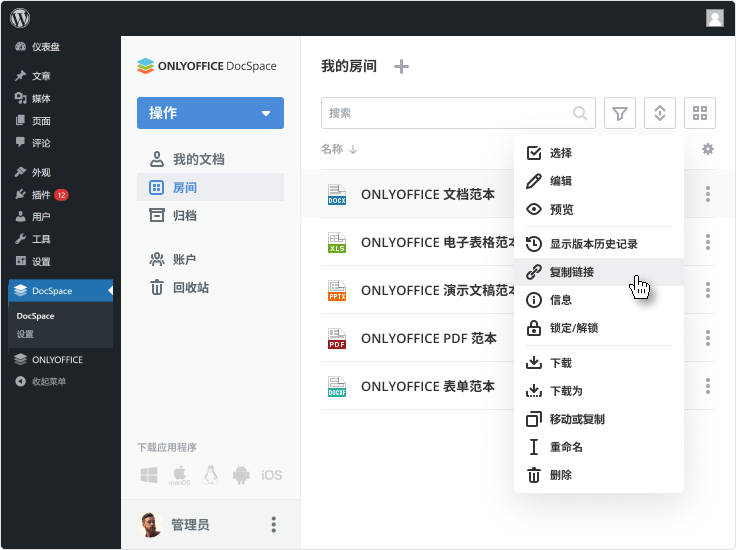 仪表盘
文章
媒体
页面
评论
外观
插件 12
用户
工具
设置
DocSpace
DocSpace
设置
ONLYOFFICE
收起菜单
ONLYOFFICE DocSpace
操作
我的文档
房间
归档
账户
回收站
下载应用程序
macOS
iOS
管理员
我的房间
搜索
名称
DOCX
ONLYOFFICE 文档范本
XLS
ONLYOFFICE 电子表格范本
PPTX
ONLYOFFICE 演示文稿范
PDF
ONLYOFFICE PDF 范本
DOCXF
ONLYOFFICE 表单范本
选择
编辑
预览
显示版本历史记录
复制链接
信息
锁定/解锁
下载
下载为
移动或复制
重命名
删除